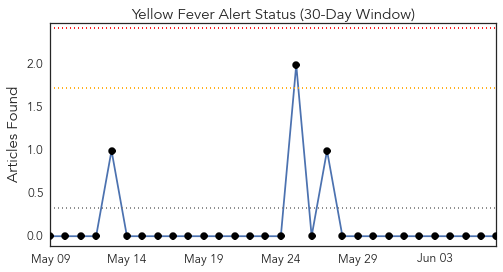 Yellow Fever Alert Status (30-Day Window)
Articles Found
2.0
1.5
1.0
0.5
0.0
May 09 May 14 May 19 May 24 May 29 Jun 03